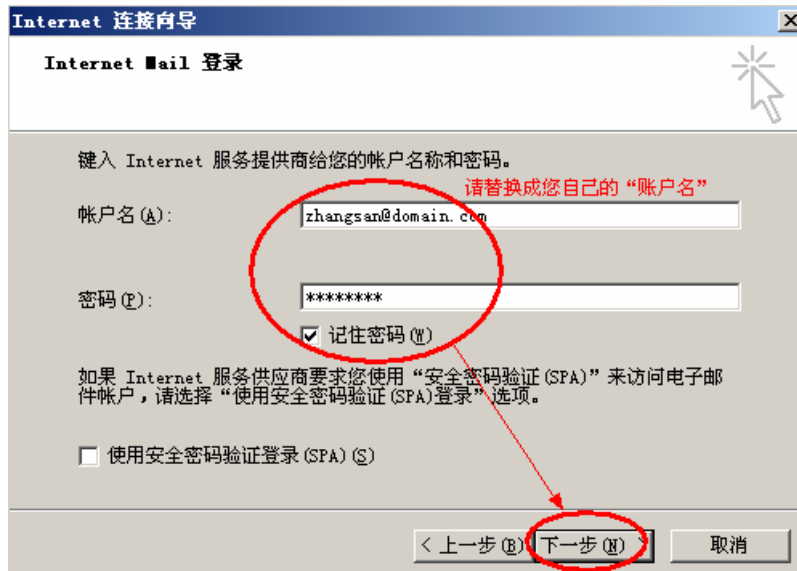 Internet 连接向导
Internet Mail 登录
键入 Internet 服务提供商给您的帐户名称和密码。
请替换成您自己的“账户名”
帐户名(A):
zhangsan@domain.com
密码(P):
********
记住密码(W)
如果 Internet 服务供应商要求您使用“安全密码验证(SPA)”来访问电子邮
件帐户，请选择“使用安全密码验证(SPA)登录”选项。
使用安全密码验证登录(SPA)(S)
< 上一步(B) 下一步(N) > 取消